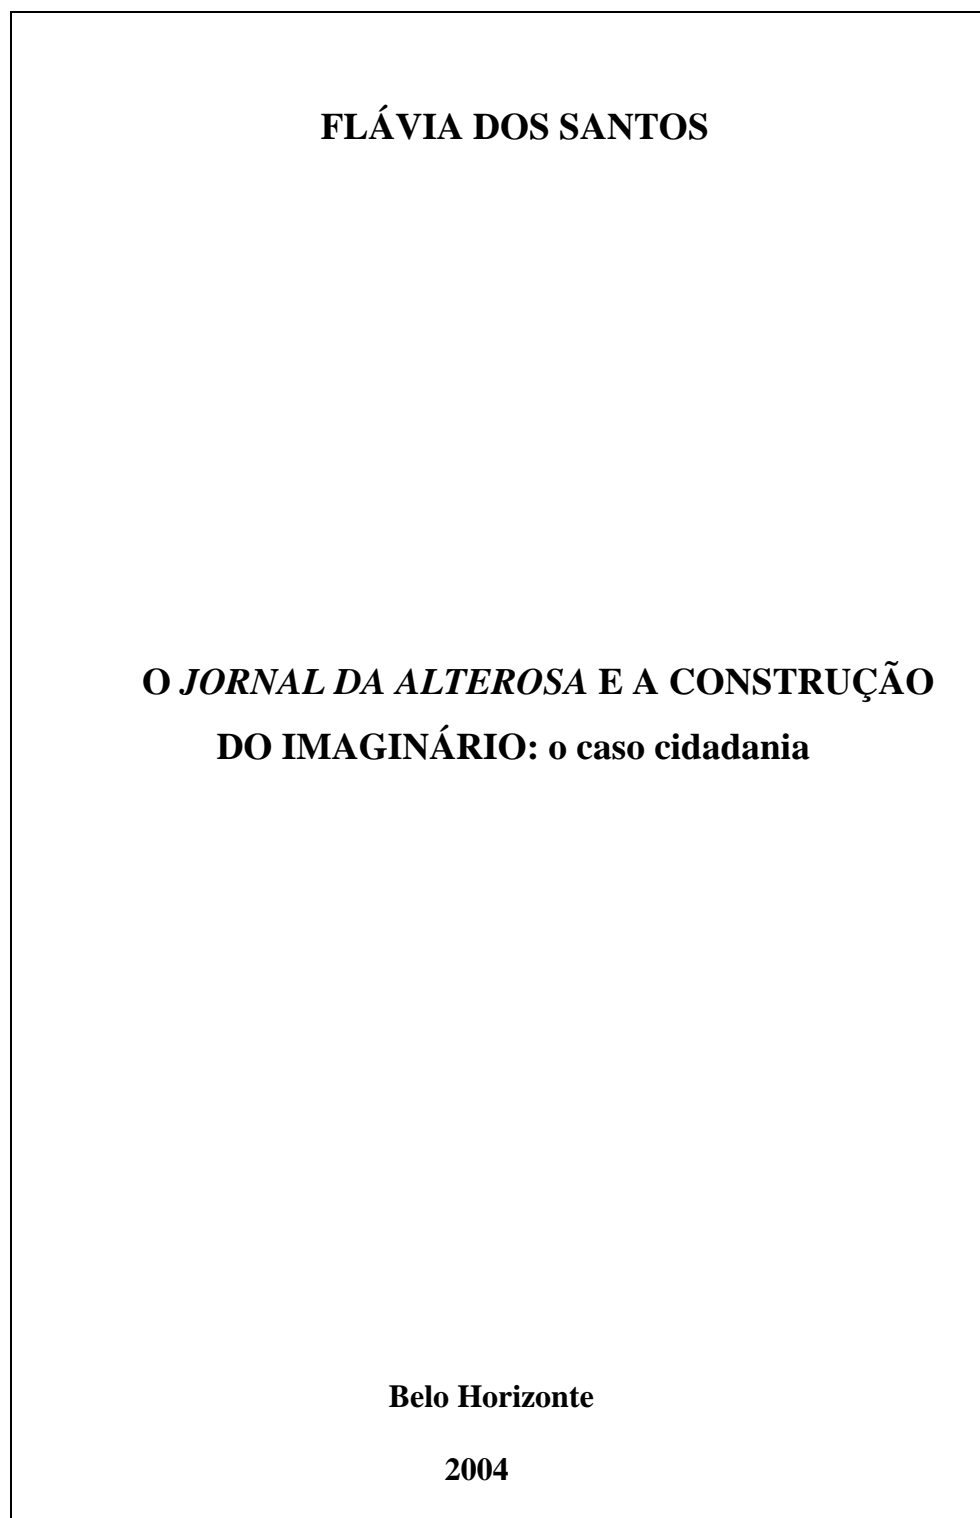 FLÁVIA DOS SANTOS
O JORNAL DA ALTEROSA E A CONSTRUÇÃO
DO IMAGINÁRIO: o caso cidadania
Belo Horizonte
2004